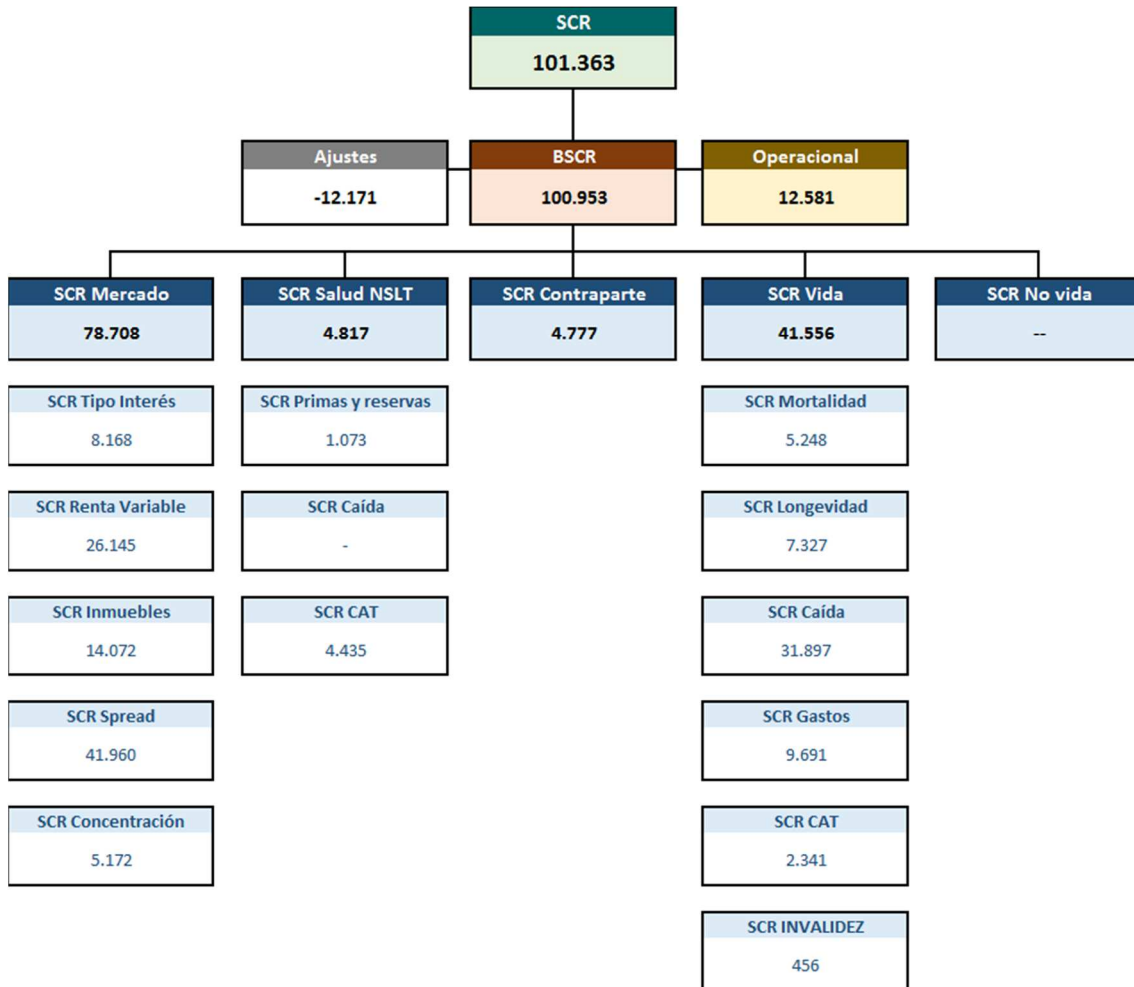 SCR
101.363
Ajustes
-12.171
BSCR
100.953
Operacional
12.581
SCR Mercado
78.708
SCR Salud NSLT
4.817
SCR Contraparte
4.777
SCR Vida
41.556
SCR No vida
--
SCR Tipo Interés
8.168
SCR Primas y reservas
1.073
SCR Mortalidad
5.248
SCR Renta Variable
26.145
SCR Caída
-
SCR Longevidad
7.327
SCR Inmuebles
14.072
SCR CAT
4.435
SCR Caída
31.897
SCR Spread
41.960
SCR Gastos
9.691
SCR Concentración
5.172
SCR CAT
2.341
SCR INVALIDEZ
456